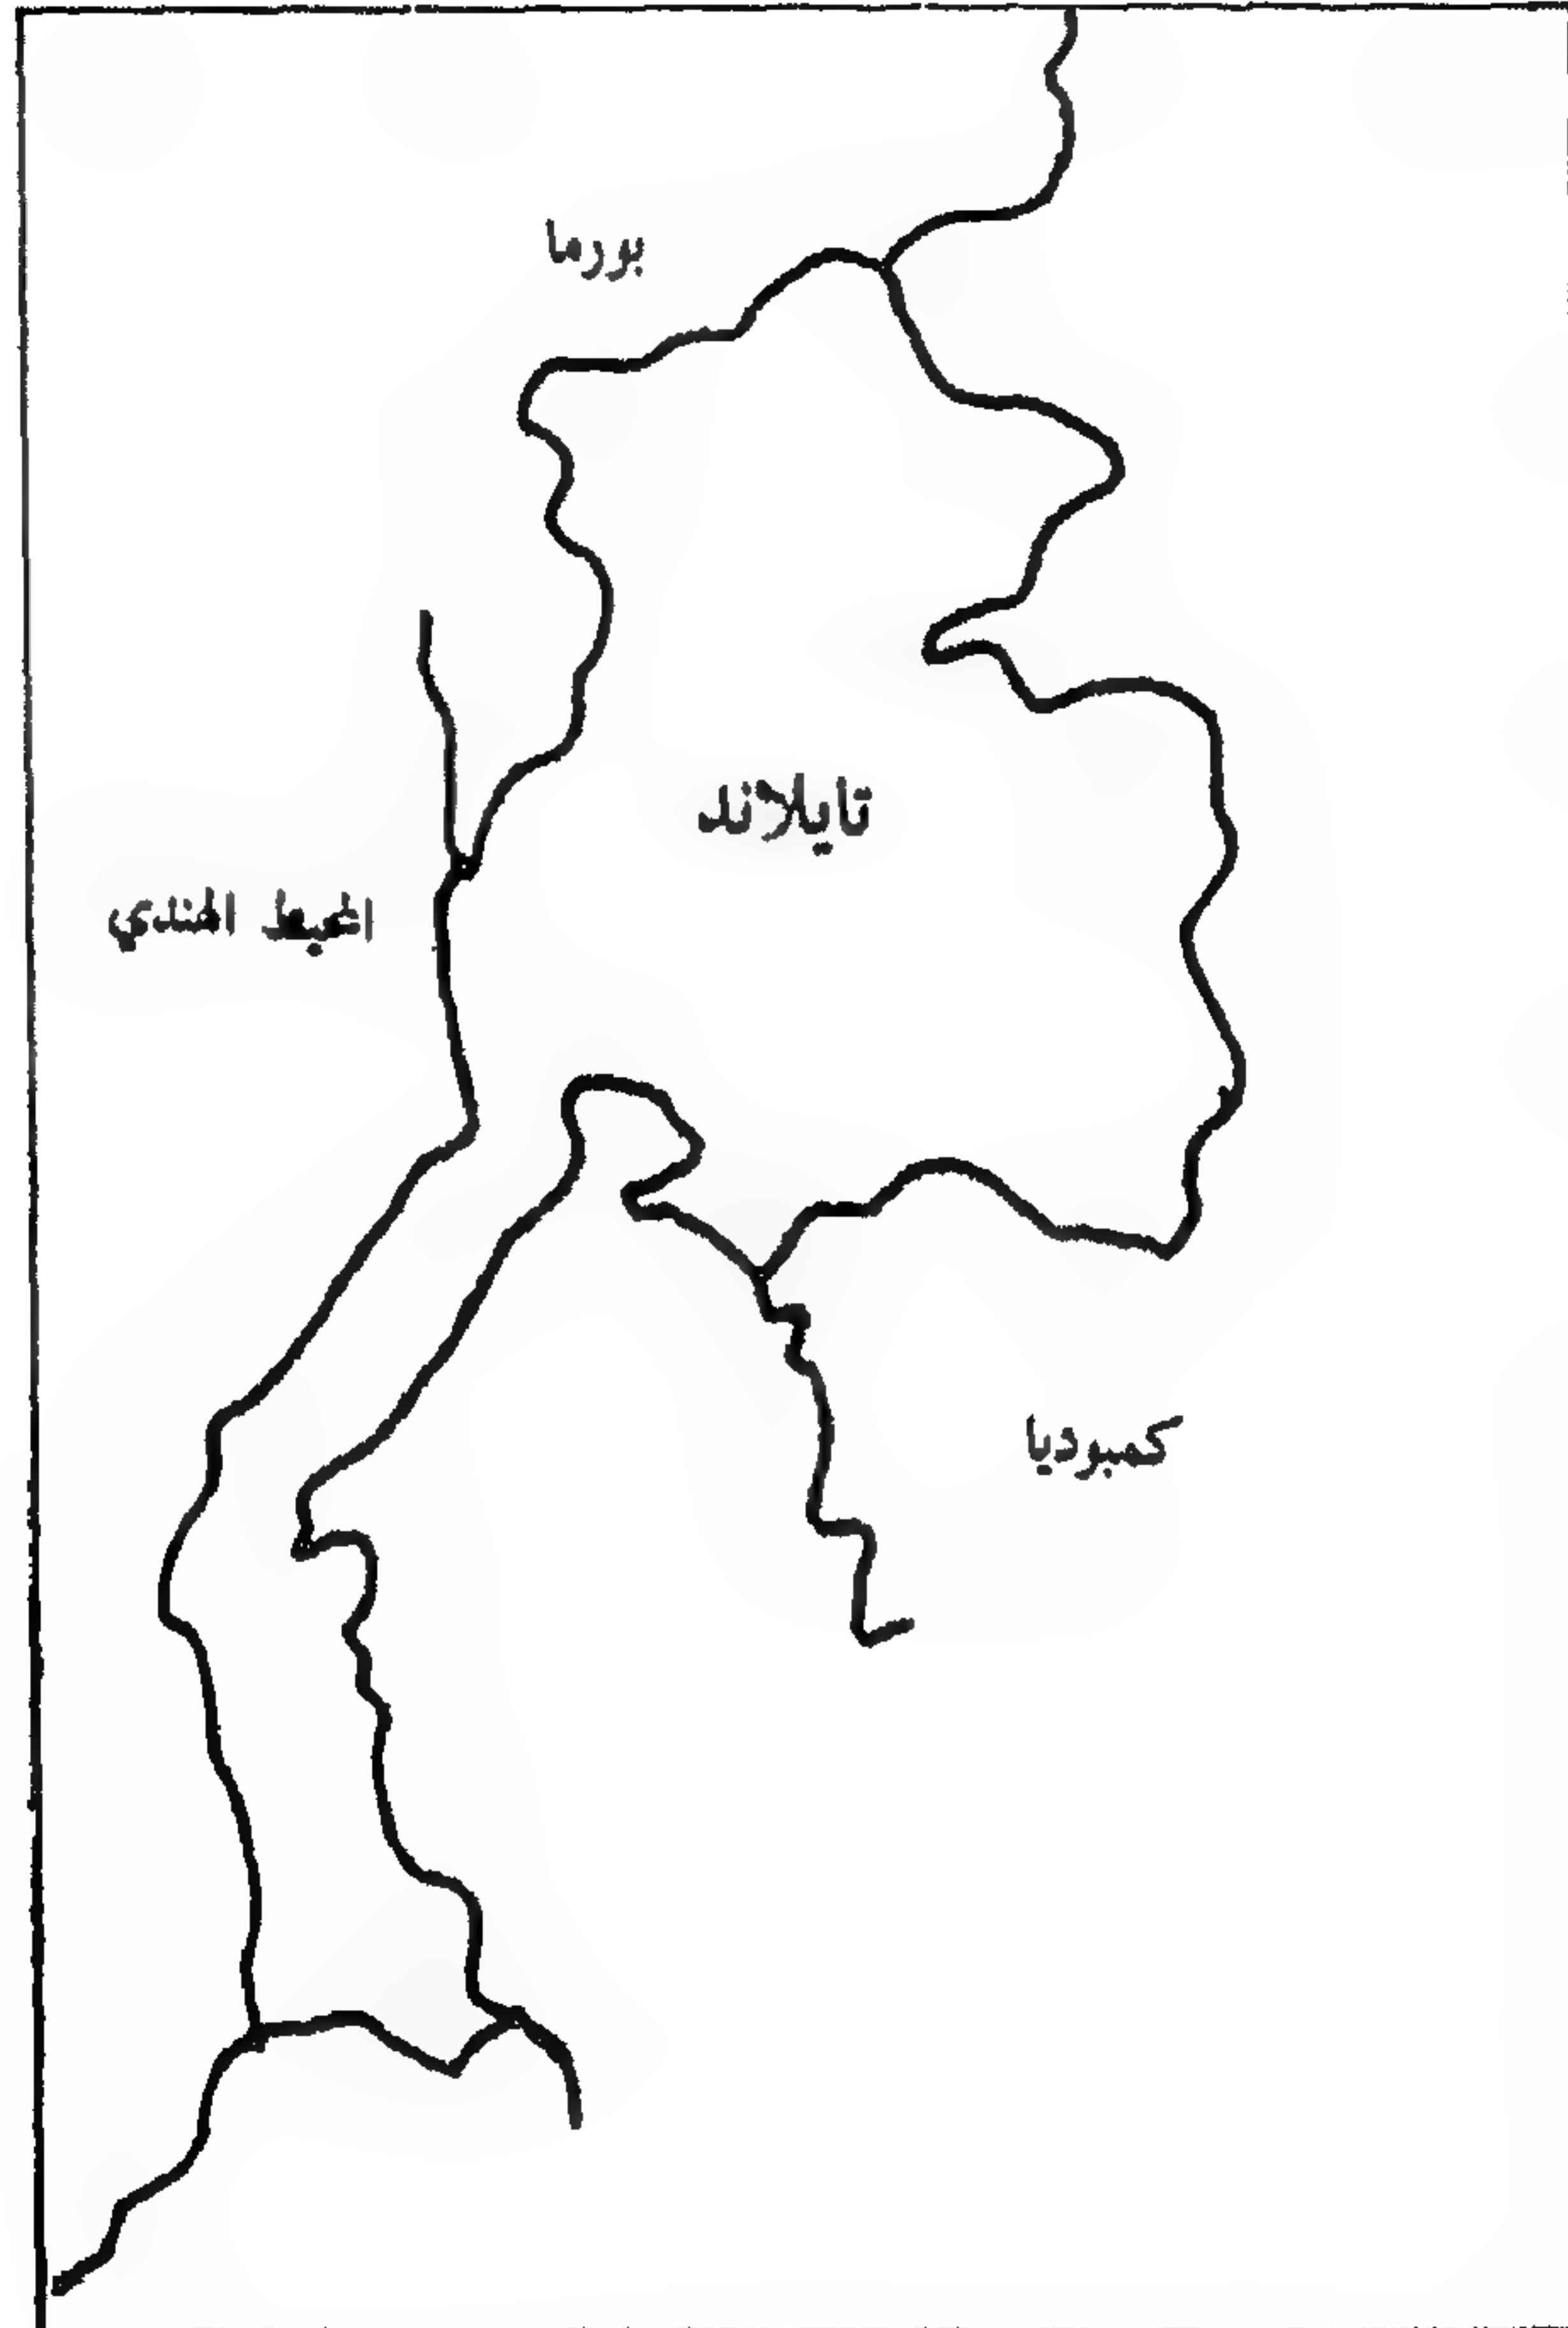 بورما
تايلاند
المحيط الهندي
كمبوديا